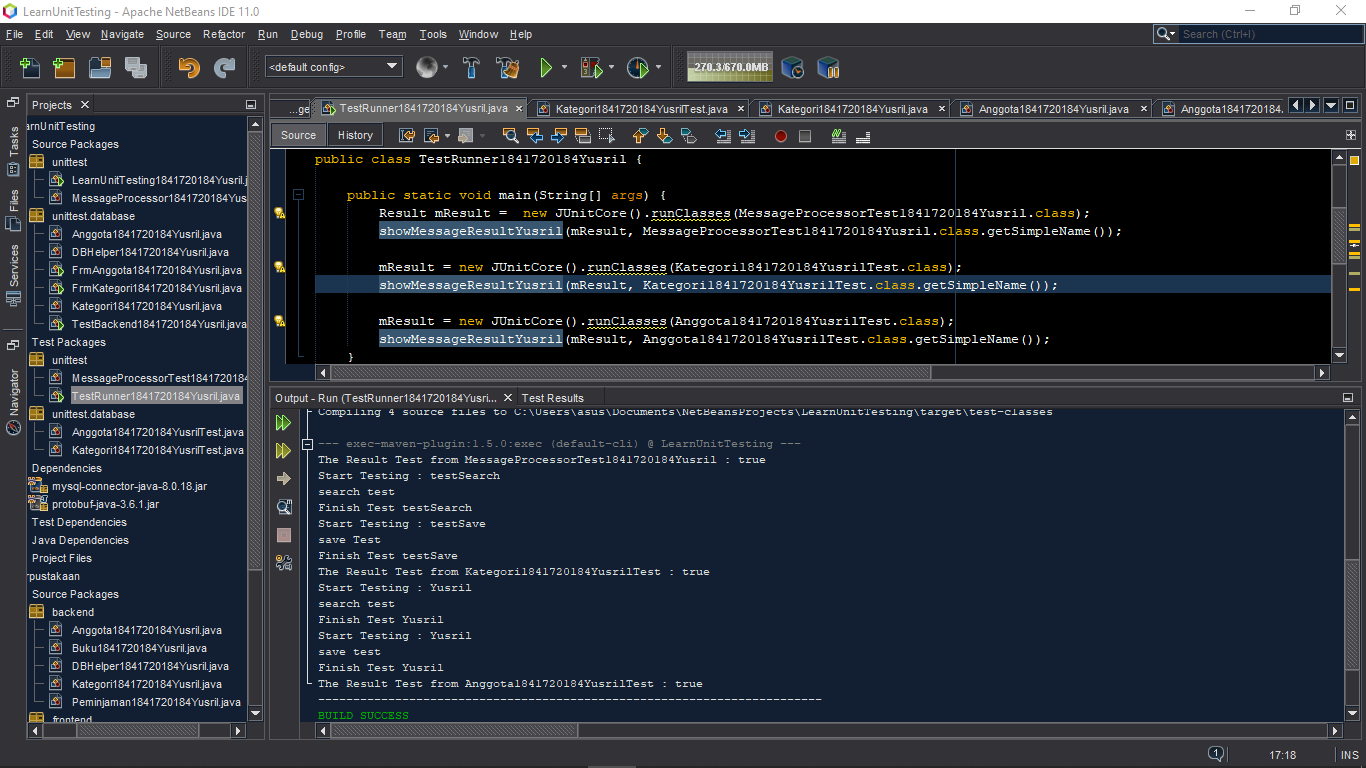 LearnUnitTesting - Apache NetBeans IDE 11.0
File Edit View Navigate Source Refactor Run Debug Profile Team Tools Window Help
Search (Ctrl+I)
<default config>
270.3/670.0MB
Projects
Tasks
Files
Services
Navigator
arnUnitTesting
Source Packages
unittest
LearnUnitTesting1841720184Yusril.j
MessageProcessor1841720184Yus
unittest.database
Anggota1841720184Yusril.java
DBHelper1841720184Yusril.java
FrmAnggota1841720184Yusril.java
FrmKategori1841720184Yusril.java
Kategori1841720184Yusril.java
TestBackend1841720184Yusril.java
Test Packages
unittest
MessageProcessorTest184172018
TestRunner1841720184Yusril.java
unittest.database
Anggota1841720184YusrilTest.java
Kategori1841720184YusrilTest.java
Dependencies
mysql-connector-java-8.0.18.jar
protobuf-java-3.6.1.jar
Test Dependencies
Java Dependencies
Project Files
rpustakaan
Source Packages
backend
Anggota1841720184Yusril.java
Buku1841720184Yusril.java
DBHelper1841720184Yusril.java
Kategori1841720184Yusril.java
Peminjaman1841720184Yusril.java
frontend
...ge TestRunner1841720184Yusril.java Kategori1841720184YusrilTest.java Kategori1841720184Yusril.java Anggota1841720184Yusril.java Anggota1841720184.
Source History
public class TestRunner1841720184Yusril {
public static void main(String[] args) {
Result mResult =  new JUnitCore().runClasses(MessageProcessorTest1841720184Yusril.class);
showMessageResultYusril(mResult, MessageProcessorTest1841720184Yusril.class.getSimpleName());
mResult = new JUnitCore().runClasses(Kategori1841720184YusrilTest.class);
showMessageResultYusril(mResult, Kategori1841720184YusrilTest.class.getSimpleName());
mResult = new JUnitCore().runClasses(Anggota1841720184YusrilTest.class);
showMessageResultYusril(mResult, Anggota1841720184YusrilTest.class.getSimpleName());
}
Output - Run (TestRunner1841720184Yusri... Test Results
Compiling 4 source files to C:\Users\asus\Documents\NetBeansProjects\LearnUnitTesting\target\test-classes
--- exec-maven-plugin:1.5.0:exec (default-cli) @ LearnUnitTesting ---
The Result Test from MessageProcessorTest1841720184Yusril : true
Start Testing : testSearch
search test
Finish Test testSearch
Start Testing : testSave
save Test
Finish Test testSave
The Result Test from Kategori1841720184YusrilTest : true
Start Testing : Yusril
search test
Finish Test Yusril
Start Testing : Yusril
save test
Finish Test Yusril
The Result Test from Anggota1841720184YusrilTest : true
------------------------------------------------------------------------
BUILD SUCCESS
1
17:18
INS